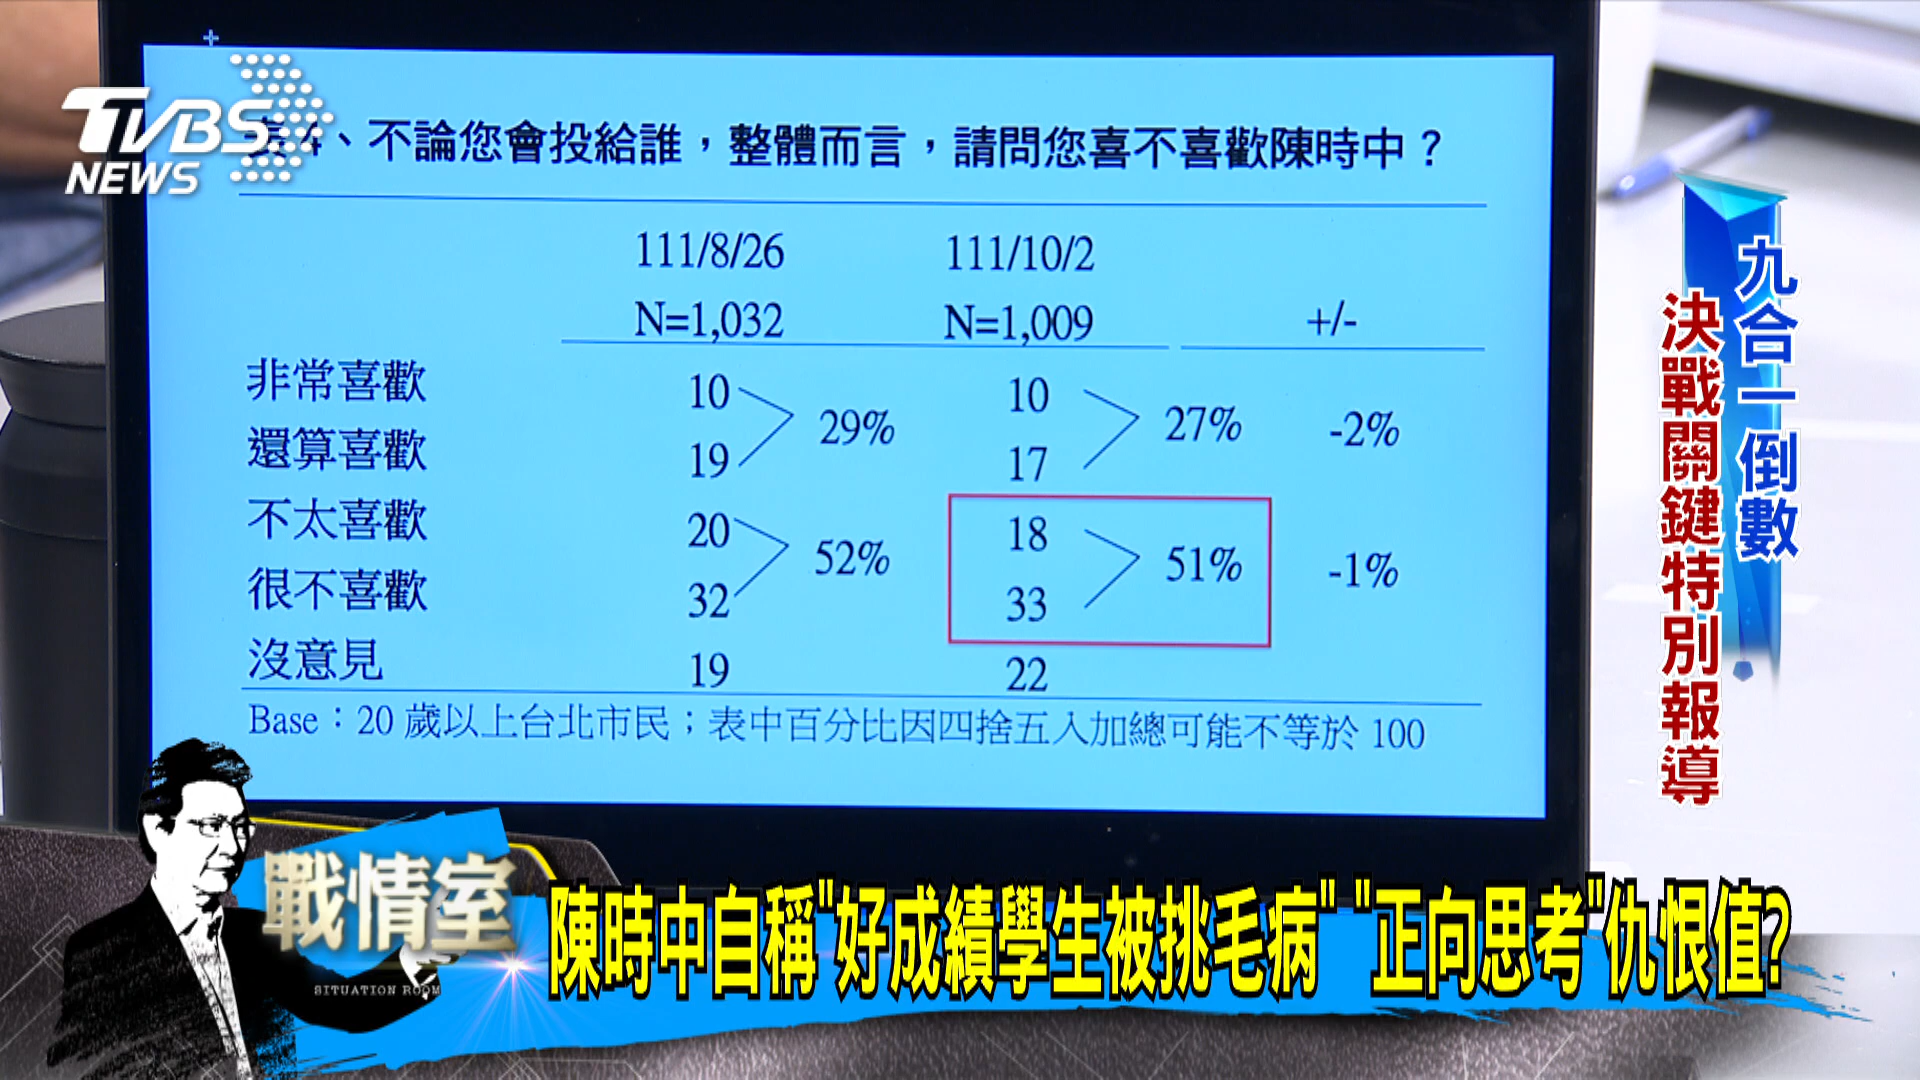 TVBS
NEWS
4、不論您會投給誰，整體而言，請問您喜不喜歡陳時中？
111/8/26 111/10/2
N=1,032 N=1,009 +/-
非常喜歡 10 10
29% 27% -2%
還算喜歡 19 17
不太喜歡 20 18
52% 51% -1%
很不喜歡 32 33
沒意見 19 22
Base：20 歲以上台北市民；表中百分比因四捨五入加總可能不等於 100
九合一倒數
決戰關鍵特別報導
戰情室
SITUATION ROOM
陳時中自稱"好成績學生被挑毛病" "正向思考"仇恨值?